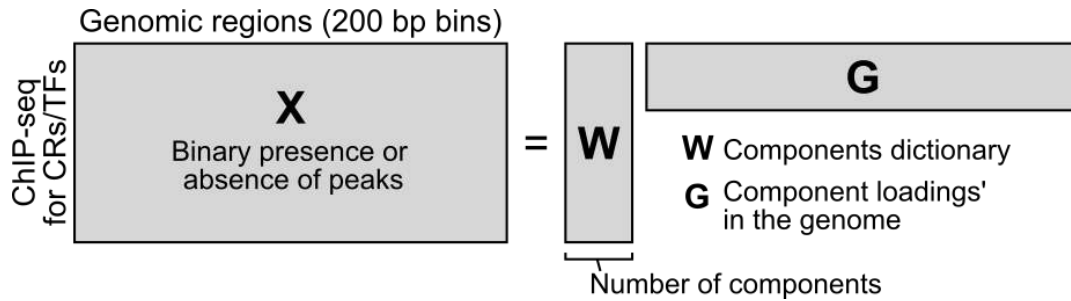 Genomic regions (200 bp bins)
ChIP-seq
for CRs/TFs
X
Binary presence or
absence of peaks
=
W
G
W Components dictionary
G Component loadings'
in the genome
Number of components